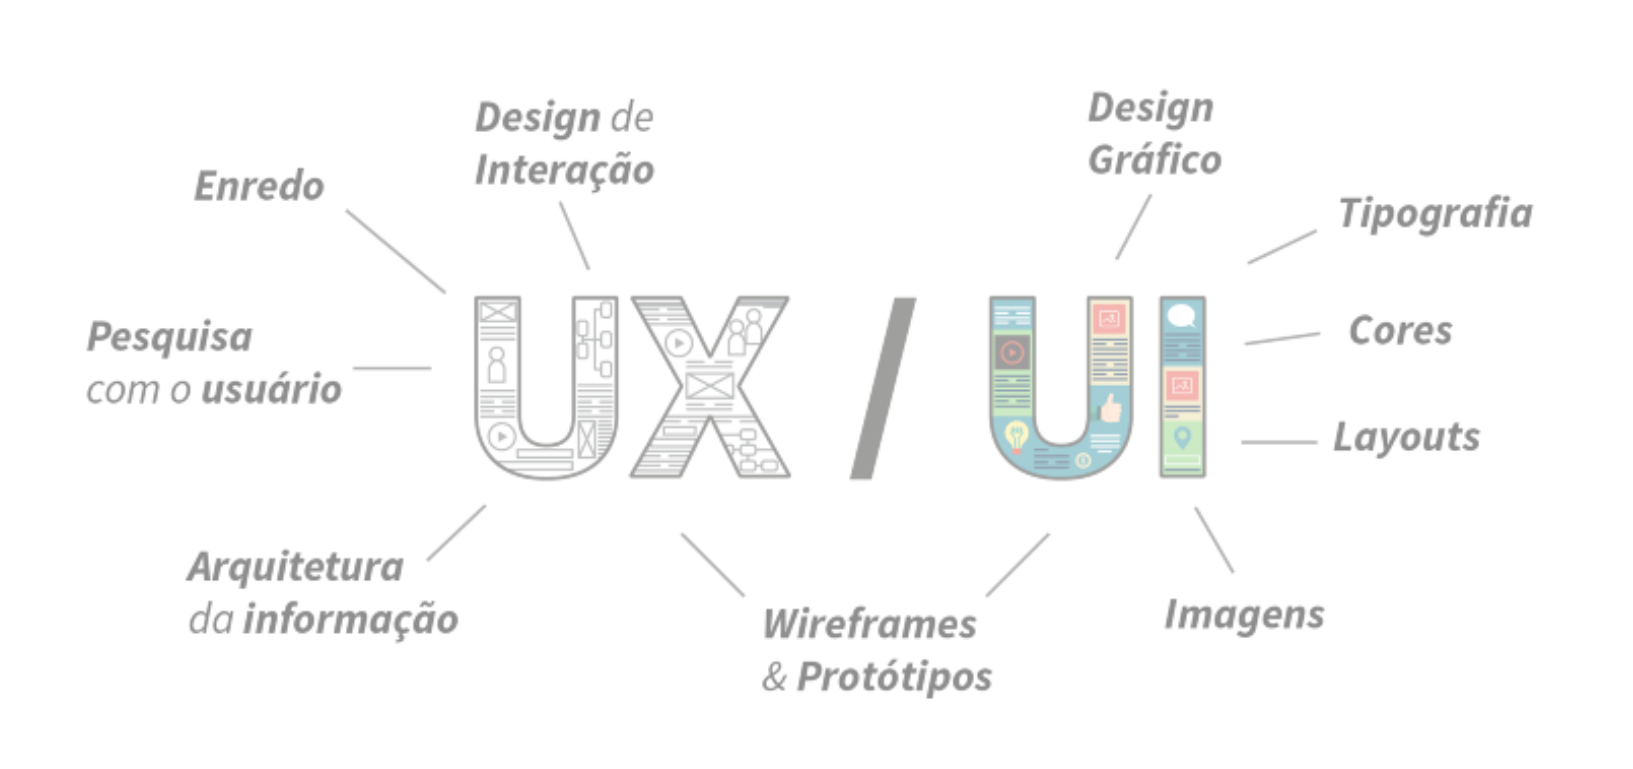 Design de
Interação
Enredo
Pesquisa
com o usuário
Arquitetura
da informação
UX / UI
Wireframes
& Protótipos
Design
Gráfico
Tipografia
Cores
Layouts
Imagens